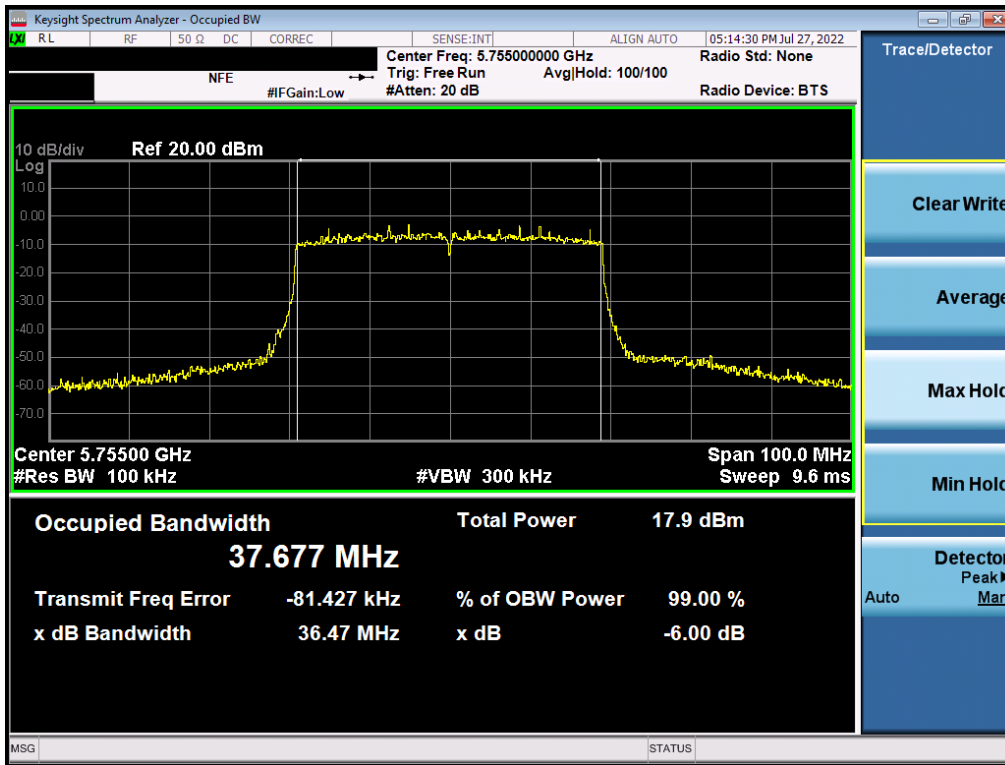 Keysight Spectrum Analyzer - Occupied BW
LXI RL RF 50 Ω DC CORREC SENSE:INT ALIGN AUTO 05:14:30 PM Jul 27, 2022
Center Freq: 5.755000000 GHz Radio Std: None
NFE Trig: Free Run Avg|Hold: 100/100
#IFGain:Low #Atten: 20 dB Radio Device: BTS
10 dB/div Ref 20.00 dBm
Log
10.0
0.00
-10.0
-20.0
-30.0
-40.0
-50.0
-60.0
-70.0
Center 5.75500 GHz Span 100.0 MHz
#Res BW 100 kHz #VBW 300 kHz Sweep 9.6 ms
Occupied Bandwidth Total Power 17.9 dBm
37.677 MHz
Transmit Freq Error -81.427 kHz % of OBW Power 99.00 %
x dB Bandwidth 36.47 MHz x dB -6.00 dB
MSG STATUS
Trace/Detector
Clear Write
Average
Max Hold
Min Hold
Detector
Peak
Auto Man